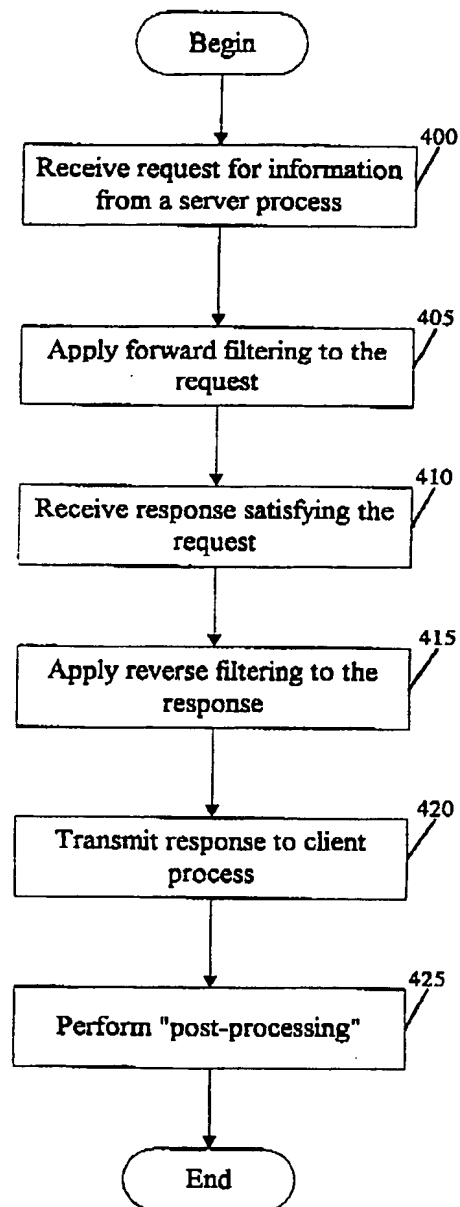 Begin
400
Receive request for information
from a server process
405
Apply forward filtering to the
request
410
Receive response satisfying the
request
415
Apply reverse filtering to the
response
420
Transmit response to client
process
425
Perform "post-processing"
End